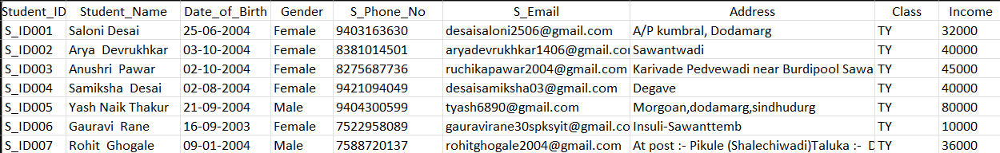 Student_ID Student_Name Date_of_Birth Gender S_Phone_No S_Email Address Class Income
S_ID001 Saloni Desai 25-06-2004 Female 9403163630 desaisaloni2506@gmail.com A/P kumbral, Dodamarg TY 32000
S_ID002 Arya Devrukhkar 03-10-2004 Female 8381014501 aryadevrukhkar1406@gmail.co Sawantwadi TY 40000
S_ID003 Anushri Pawar 02-10-2004 Female 8275687736 ruchikapawar2004@gmail.com Karivade Pedvewadi near Burdipool Sawa TY 45000
S_ID004 Samiksha Desai 02-08-2004 Female 9421094049 desaisamiksha03@gmail.com Degave TY 40000
S_ID005 Yash Naik Thakur 21-09-2004 Male 9404300599 tyash6890@gmail.com Morgoan,dodamarg,sindhudurg TY 80000
S_ID006 Gauravi Rane 16-09-2003 Female 7522958089 gauravirane30spksyit@gmail.co Insuli-Sawanttemb TY 10000
S_ID007 Rohit Ghogale 09-01-2004 Male 7588720137 rohitghogale2004@gmail.com At post :- Pikule (Shalechiwadi)Taluka :- D TY 36000